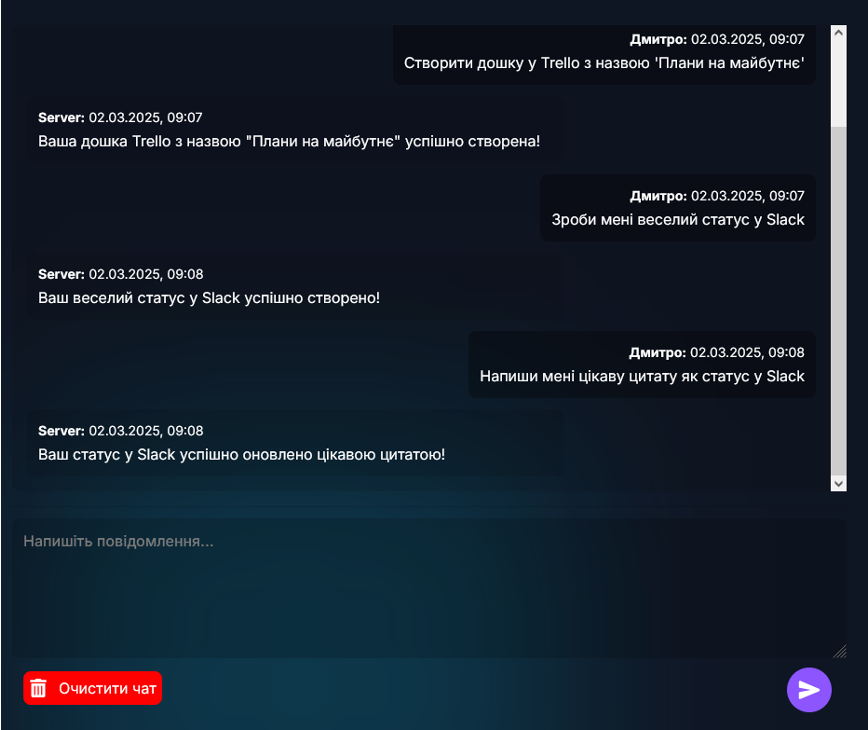 Дмитро: 02.03.2025, 09:07
Створити дошку у Trello з назвою 'Плани на майбутнє'
Server: 02.03.2025, 09:07
Ваша дошка Trello з назвою "Плани на майбутнє" успішно створена!
Дмитро: 02.03.2025, 09:07
Зроби мені веселий статус у Slack
Server: 02.03.2025, 09:08
Ваш веселий статус у Slack успішно створено!
Дмитро: 02.03.2025, 09:08
Напиши мені цікаву цитату як статус у Slack
Server: 02.03.2025, 09:08
Ваш статус у Slack успішно оновлено цікавою цитатою!
Напишіть повідомлення...
Очистити чат